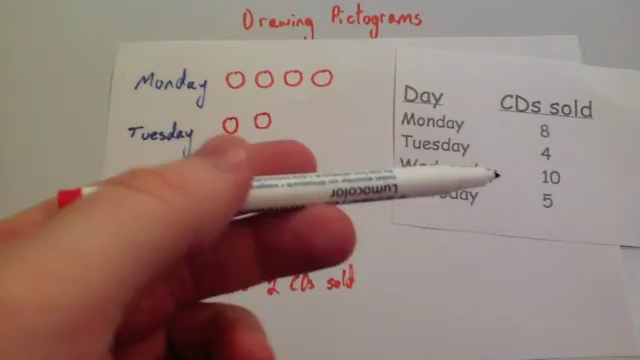 Drawing Pictograms
Monday
Tuesday
Day CDs sold
Monday 8
Tuesday 4
10
5
2 CDs sold
Lumocolor